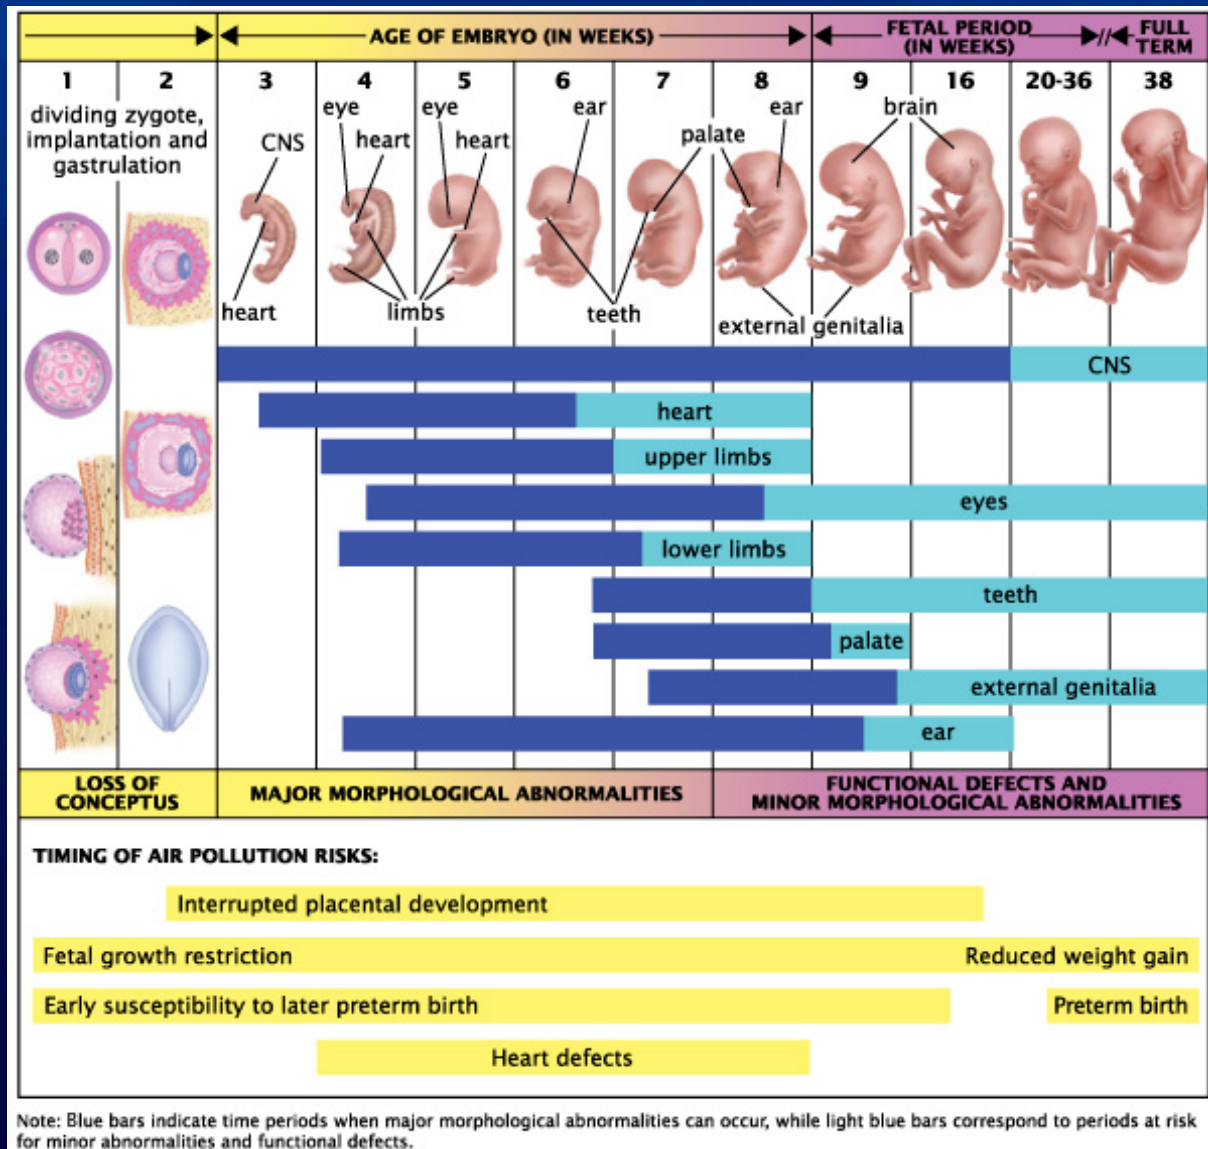 AGE OF EMBRYO (IN WEEKS)
FETAL PERIOD
(IN WEEKS)
FULL
TERM
1 2 3 4 5 6 7 8 9 16 20-36 38
dividing zygote,
implantation and
gastrulation
CNS
heart
eye
heart
eye
heart
limbs
ear
teeth
palate
ear
external genitalia
brain
CNS
heart
upper limbs
eyes
lower limbs
teeth
palate
external genitalia
ear
LOSS OF
CONCEPTUS
MAJOR MORPHOLOGICAL ABNORMALITIES
FUNCTIONAL DEFECTS AND
MINOR MORPHOLOGICAL ABNORMALITIES
TIMING OF AIR POLLUTION RISKS:
Interrupted placental development
Fetal growth restriction Reduced weight gain
Early susceptibility to later preterm birth Preterm birth
Heart defects
Note: Blue bars indicate time periods when major morphological abnormalities can occur, while light blue bars correspond to periods at risk
for minor abnormalities and functional defects.